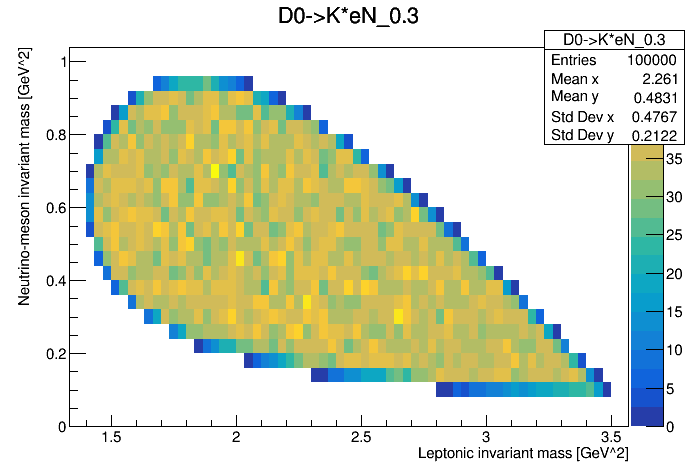 D0->K*eN_0.3
D0->K*eN_0.3
Entries 100000
Mean x 2.261
Mean y 0.4831
Std Dev x 0.4767
Std Dev y 0.2122
Neutrino-meson invariant mass [GeV^2]
1
0.8
0.6
0.4
0.2
0
35
30
25
20
15
10
5
0
1.5 2 2.5 3 3.5
Leptonic invariant mass [GeV^2]